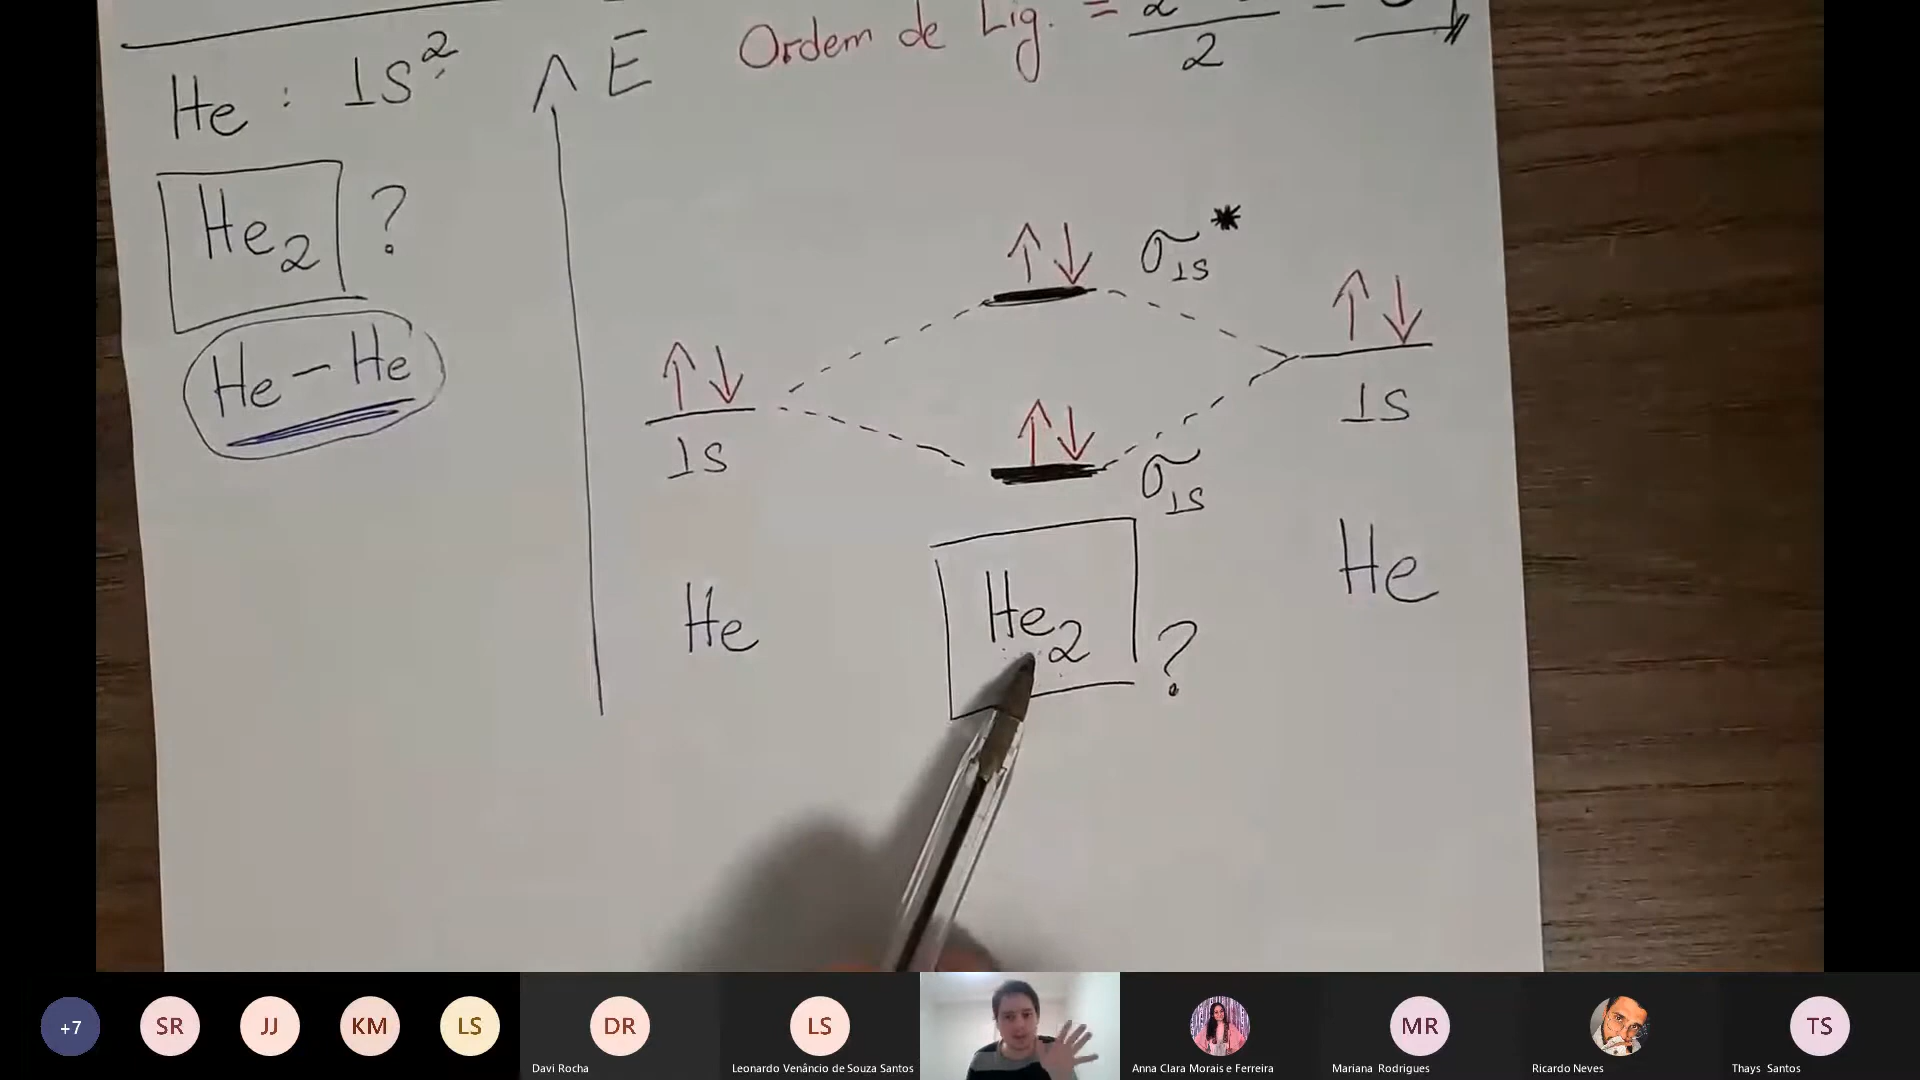 Ordem de Lig. = 2
He : 1S²
E
He₂ ?
He – He
σ1S*
1S
1S
σ1S
He
He
He₂ ?
+7
SR
JJ
KM
LS
DR
LS
MR
TS
Davi Rocha
Leonardo Venâncio de Souza Santos
Anna Clara Morais e Ferreira
Mariana Rodrigues
Ricardo Neves
Thays Santos